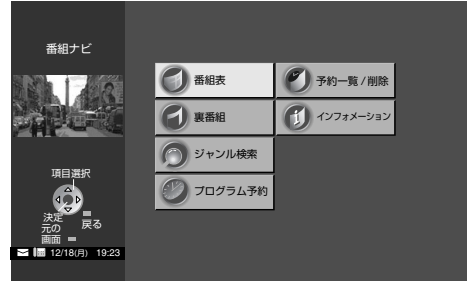 番組ナビ
番組表
予約一覧/削除
裏番組
インフォメーション
ジャンル検索
プログラム予約
項目選択
決定
戻る
元の
画面
12/18(月) 19:23